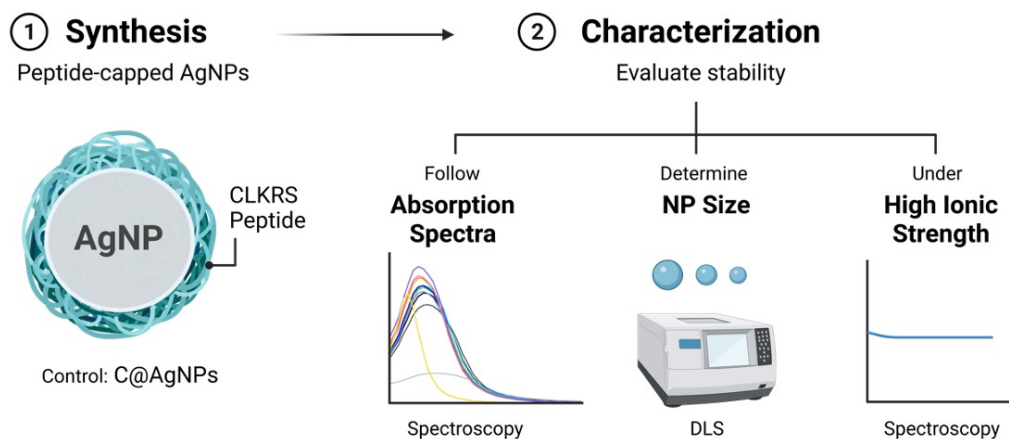 1 Synthesis
Peptide-capped AgNPs
AgNP
CLKRS
Peptide
Control: C@AgNPs
2 Characterization
Evaluate stability
Follow
Absorption
Spectra
Spectroscopy
Determine
NP Size
DLS
Under
High Ionic
Strength
Spectroscopy